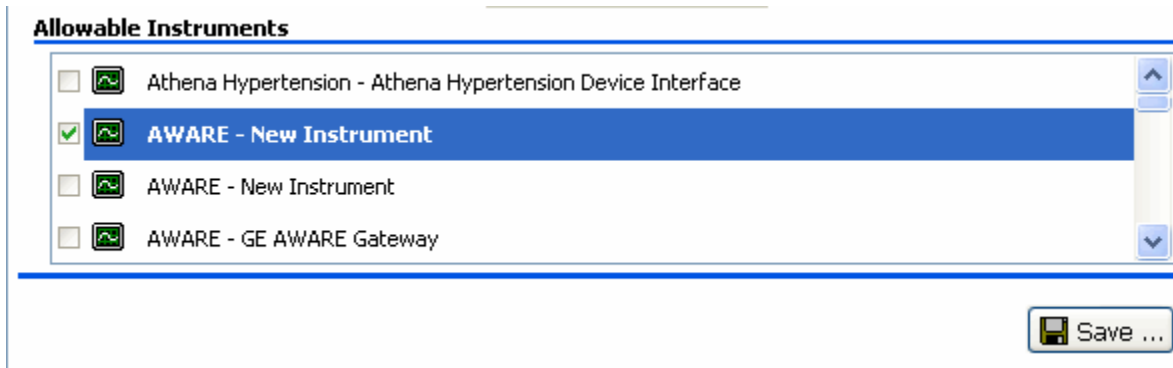 Allowable Instruments
Athena Hypertension - Athena Hypertension Device Interface
AWARE - New Instrument
AWARE - New Instrument
AWARE - GE AWARE Gateway
Save ...